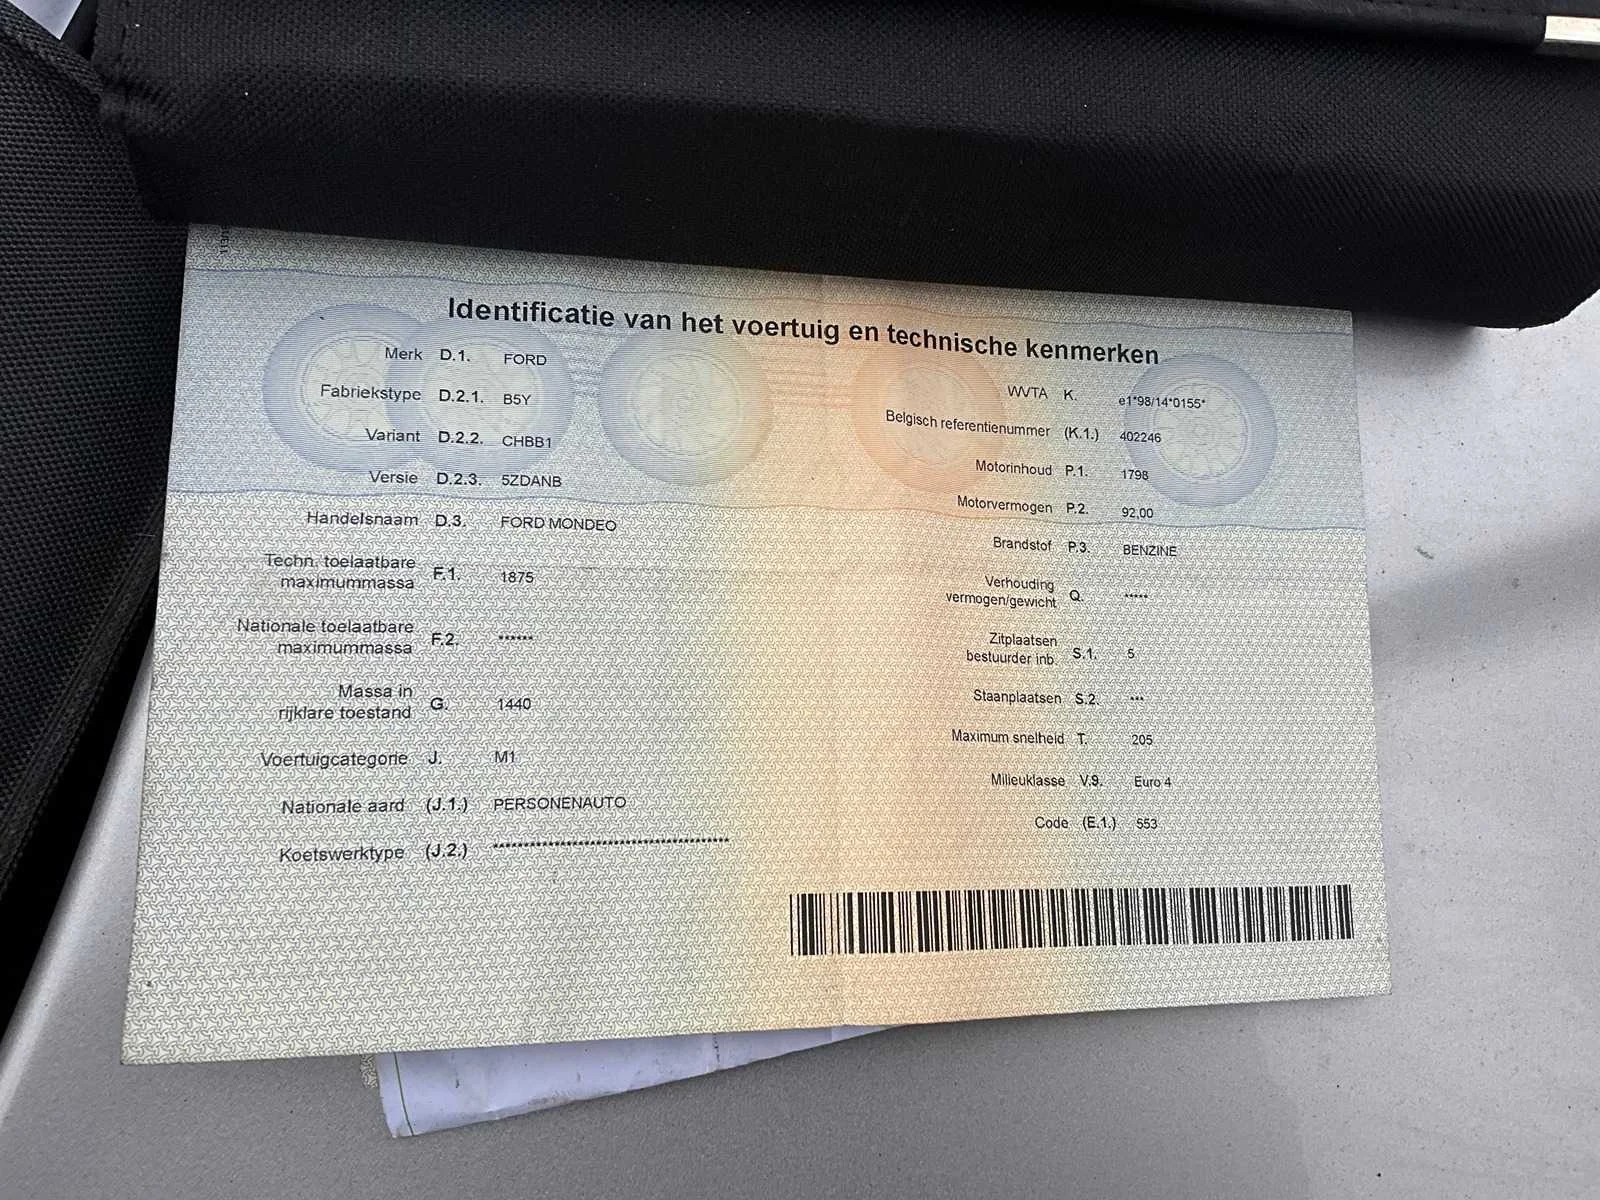 Identificatie van het voertuig en technische kenmerken
Merk D.1. FORD
Fabriekstype D.2.1. B5Y
Variant D.2.2. CHBB1
Versie D.2.3. 5ZDANB
Handelsnaam D.3. FORD MONDEO
Techn. toelaatbare
maximummassa F.1. 1875
Nationale toelaatbare
maximummassa F.2. ******
Massa in
rijklare toestand G. 1440
Voertuigcategorie J. M1
Nationale aard (J.1.) PERSONENAUTO
Koetswerktype (J.2.) ****************************************
WVTA K. e1*98/14*0155*
Belgisch referentienummer (K.1.) 402246
Motorinhoud P.1. 1798
Motorvermogen P.2. 92,00
Brandstof P.3. BENZINE
Verhouding
vermogen/gewicht Q. *****
Zitplaatsen
bestuurder inb. S.1. 5
Staanplaatsen S.2. ***
Maximum snelheid T. 205
Milieuklasse V.9. Euro 4
Code (E.1.) 553